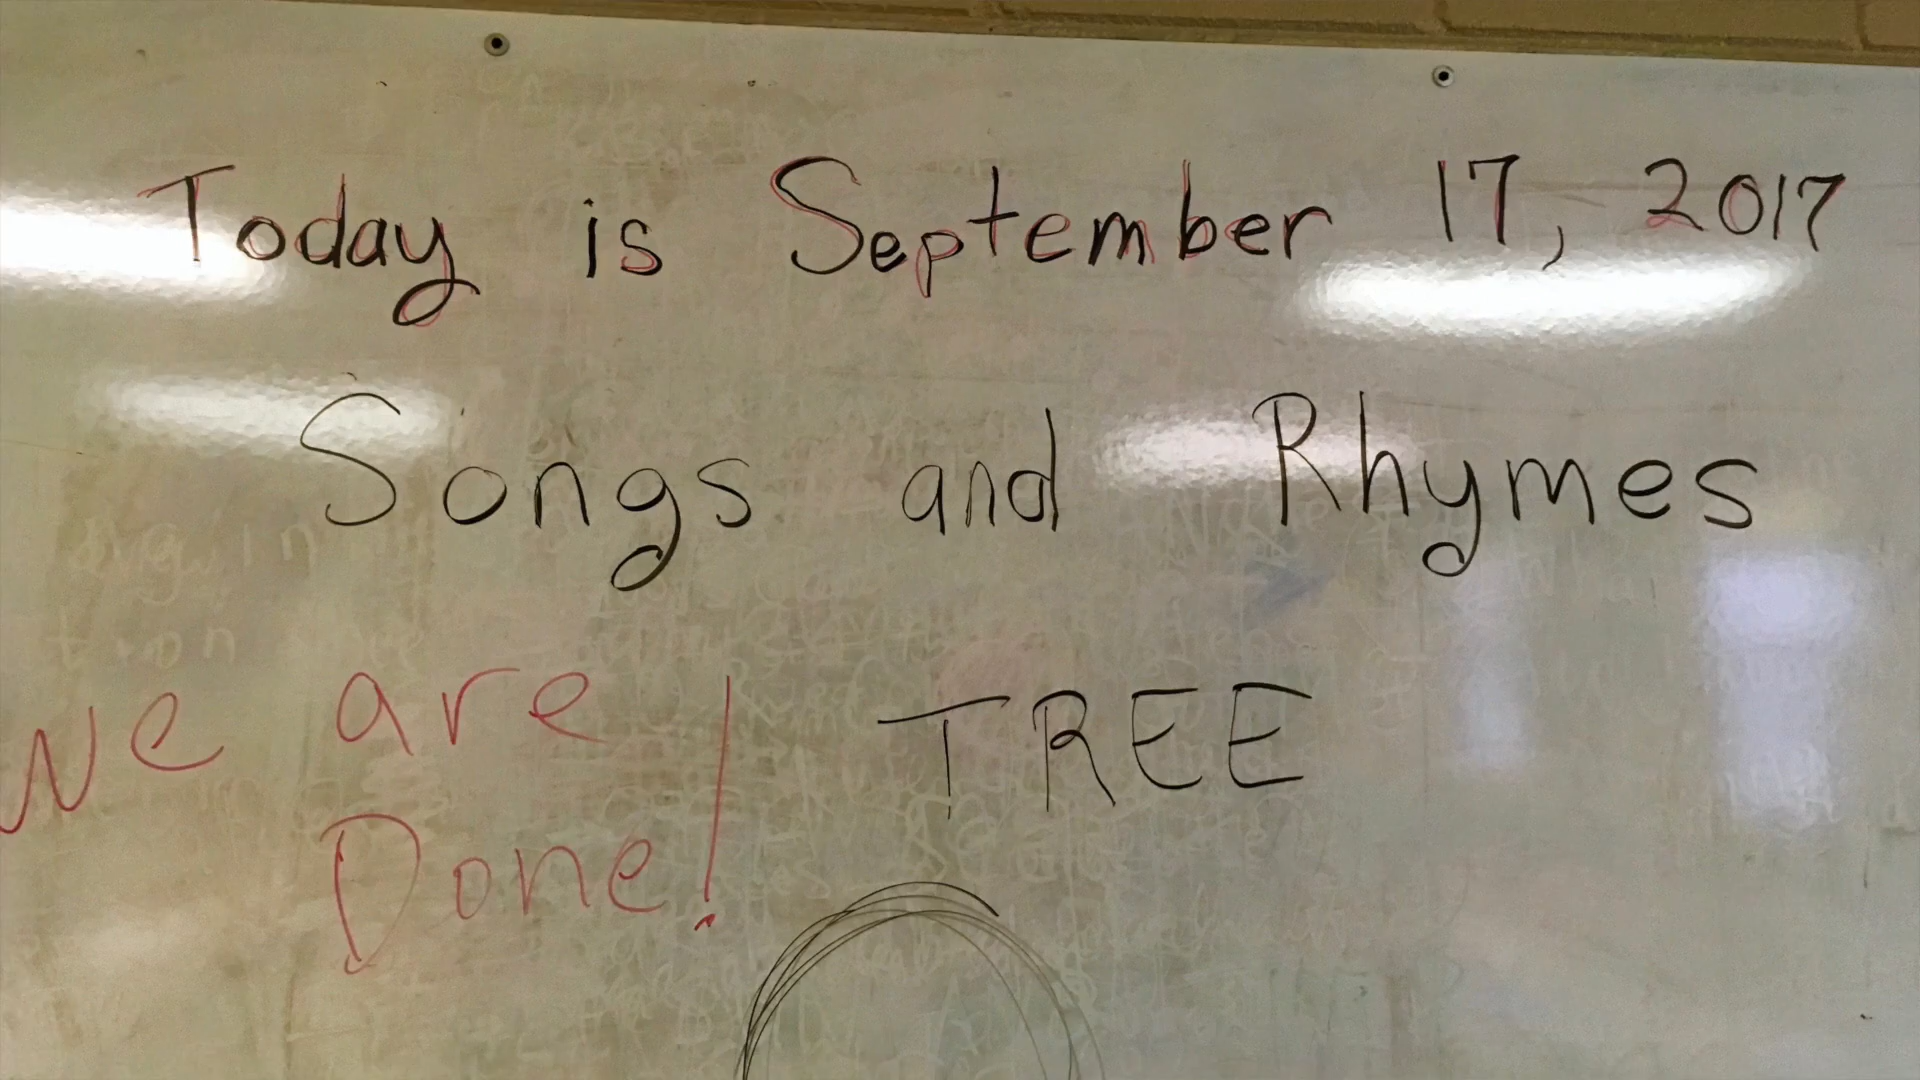 Today is September 17, 2017
Songs and Rhymes
We are
Done!
TREE